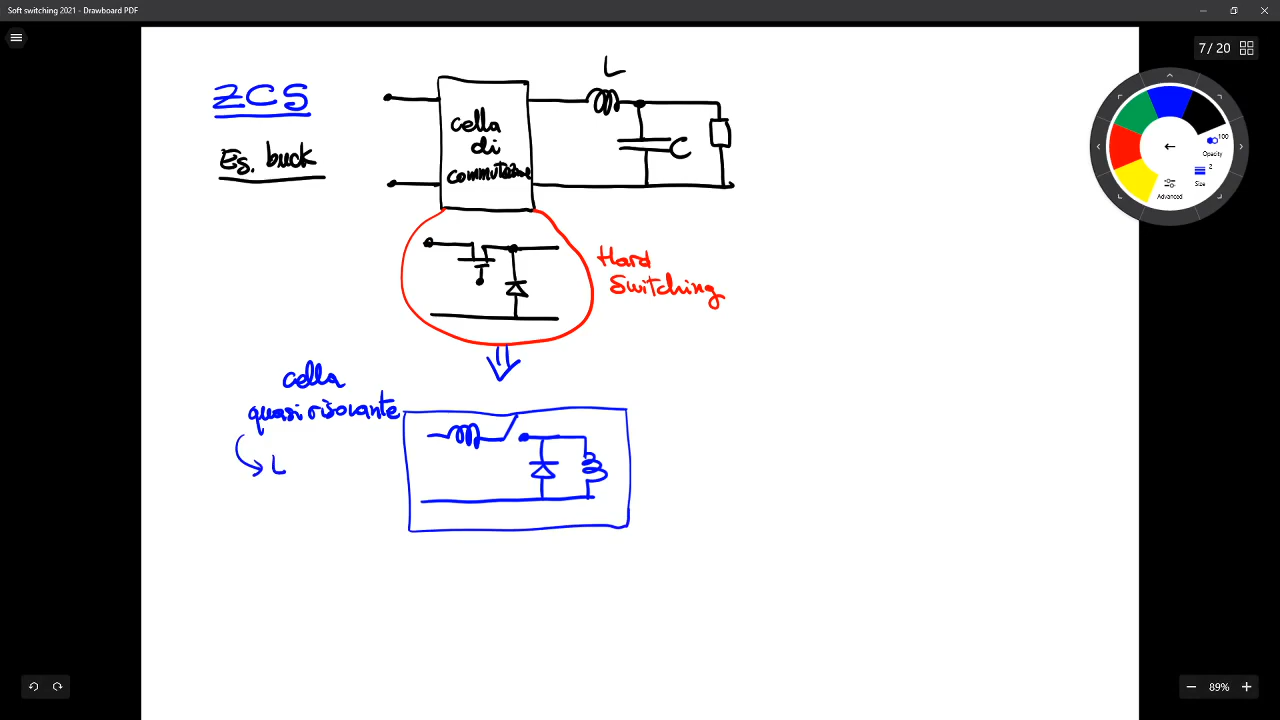 Soft switching 2021 - Drawboard PDF
7 / 20
ZCS
Es. buck
L
cella
di
commutazione
C
Hard
Switching
cella
quasi risonante
L
100
Opacity
2
Size
Advanced
89%